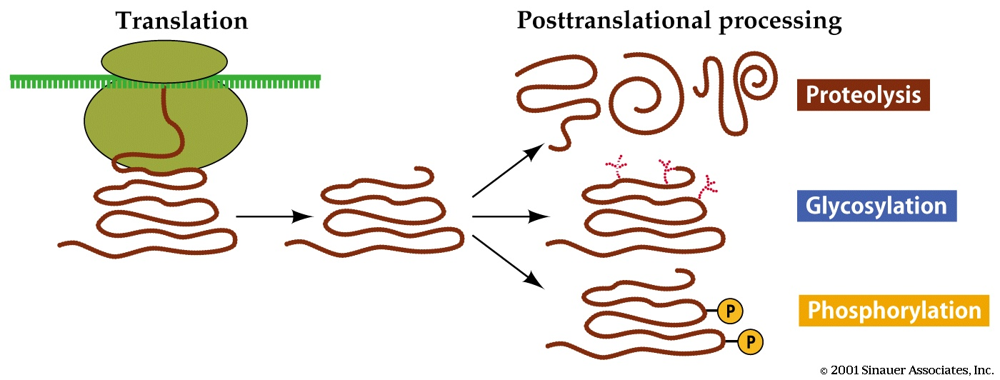 Translation
Posttranslational processing
Proteolysis
Glycosylation
P
P
Phosphorylation
© 2001 Sinauer Associates, Inc.